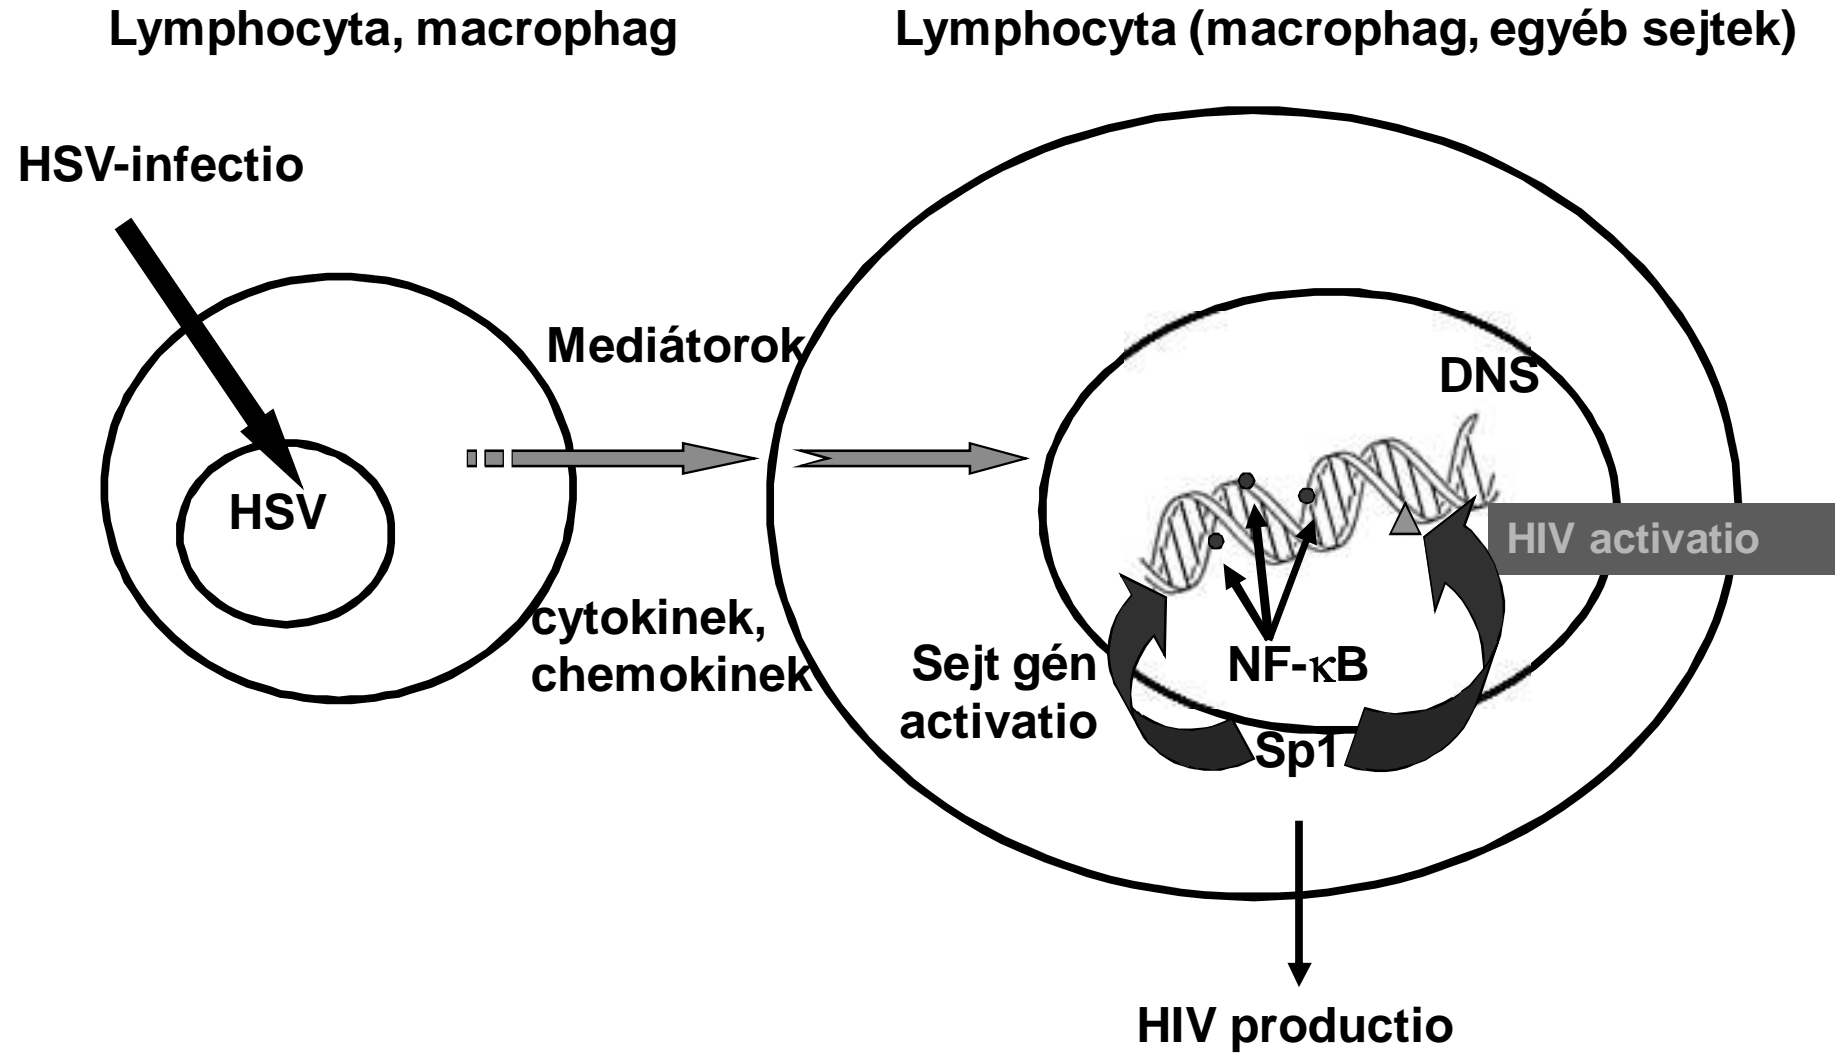 Lymphocyta, macrophag
Lymphocyta (macrophag, egyéb sejtek)
HSV-infectio
HSV
Mediátorok
cytokinek,
chemokinek
DNS
HIV activatio
Sejt gén
activatio
NF-κB
Sp1
HIV productio